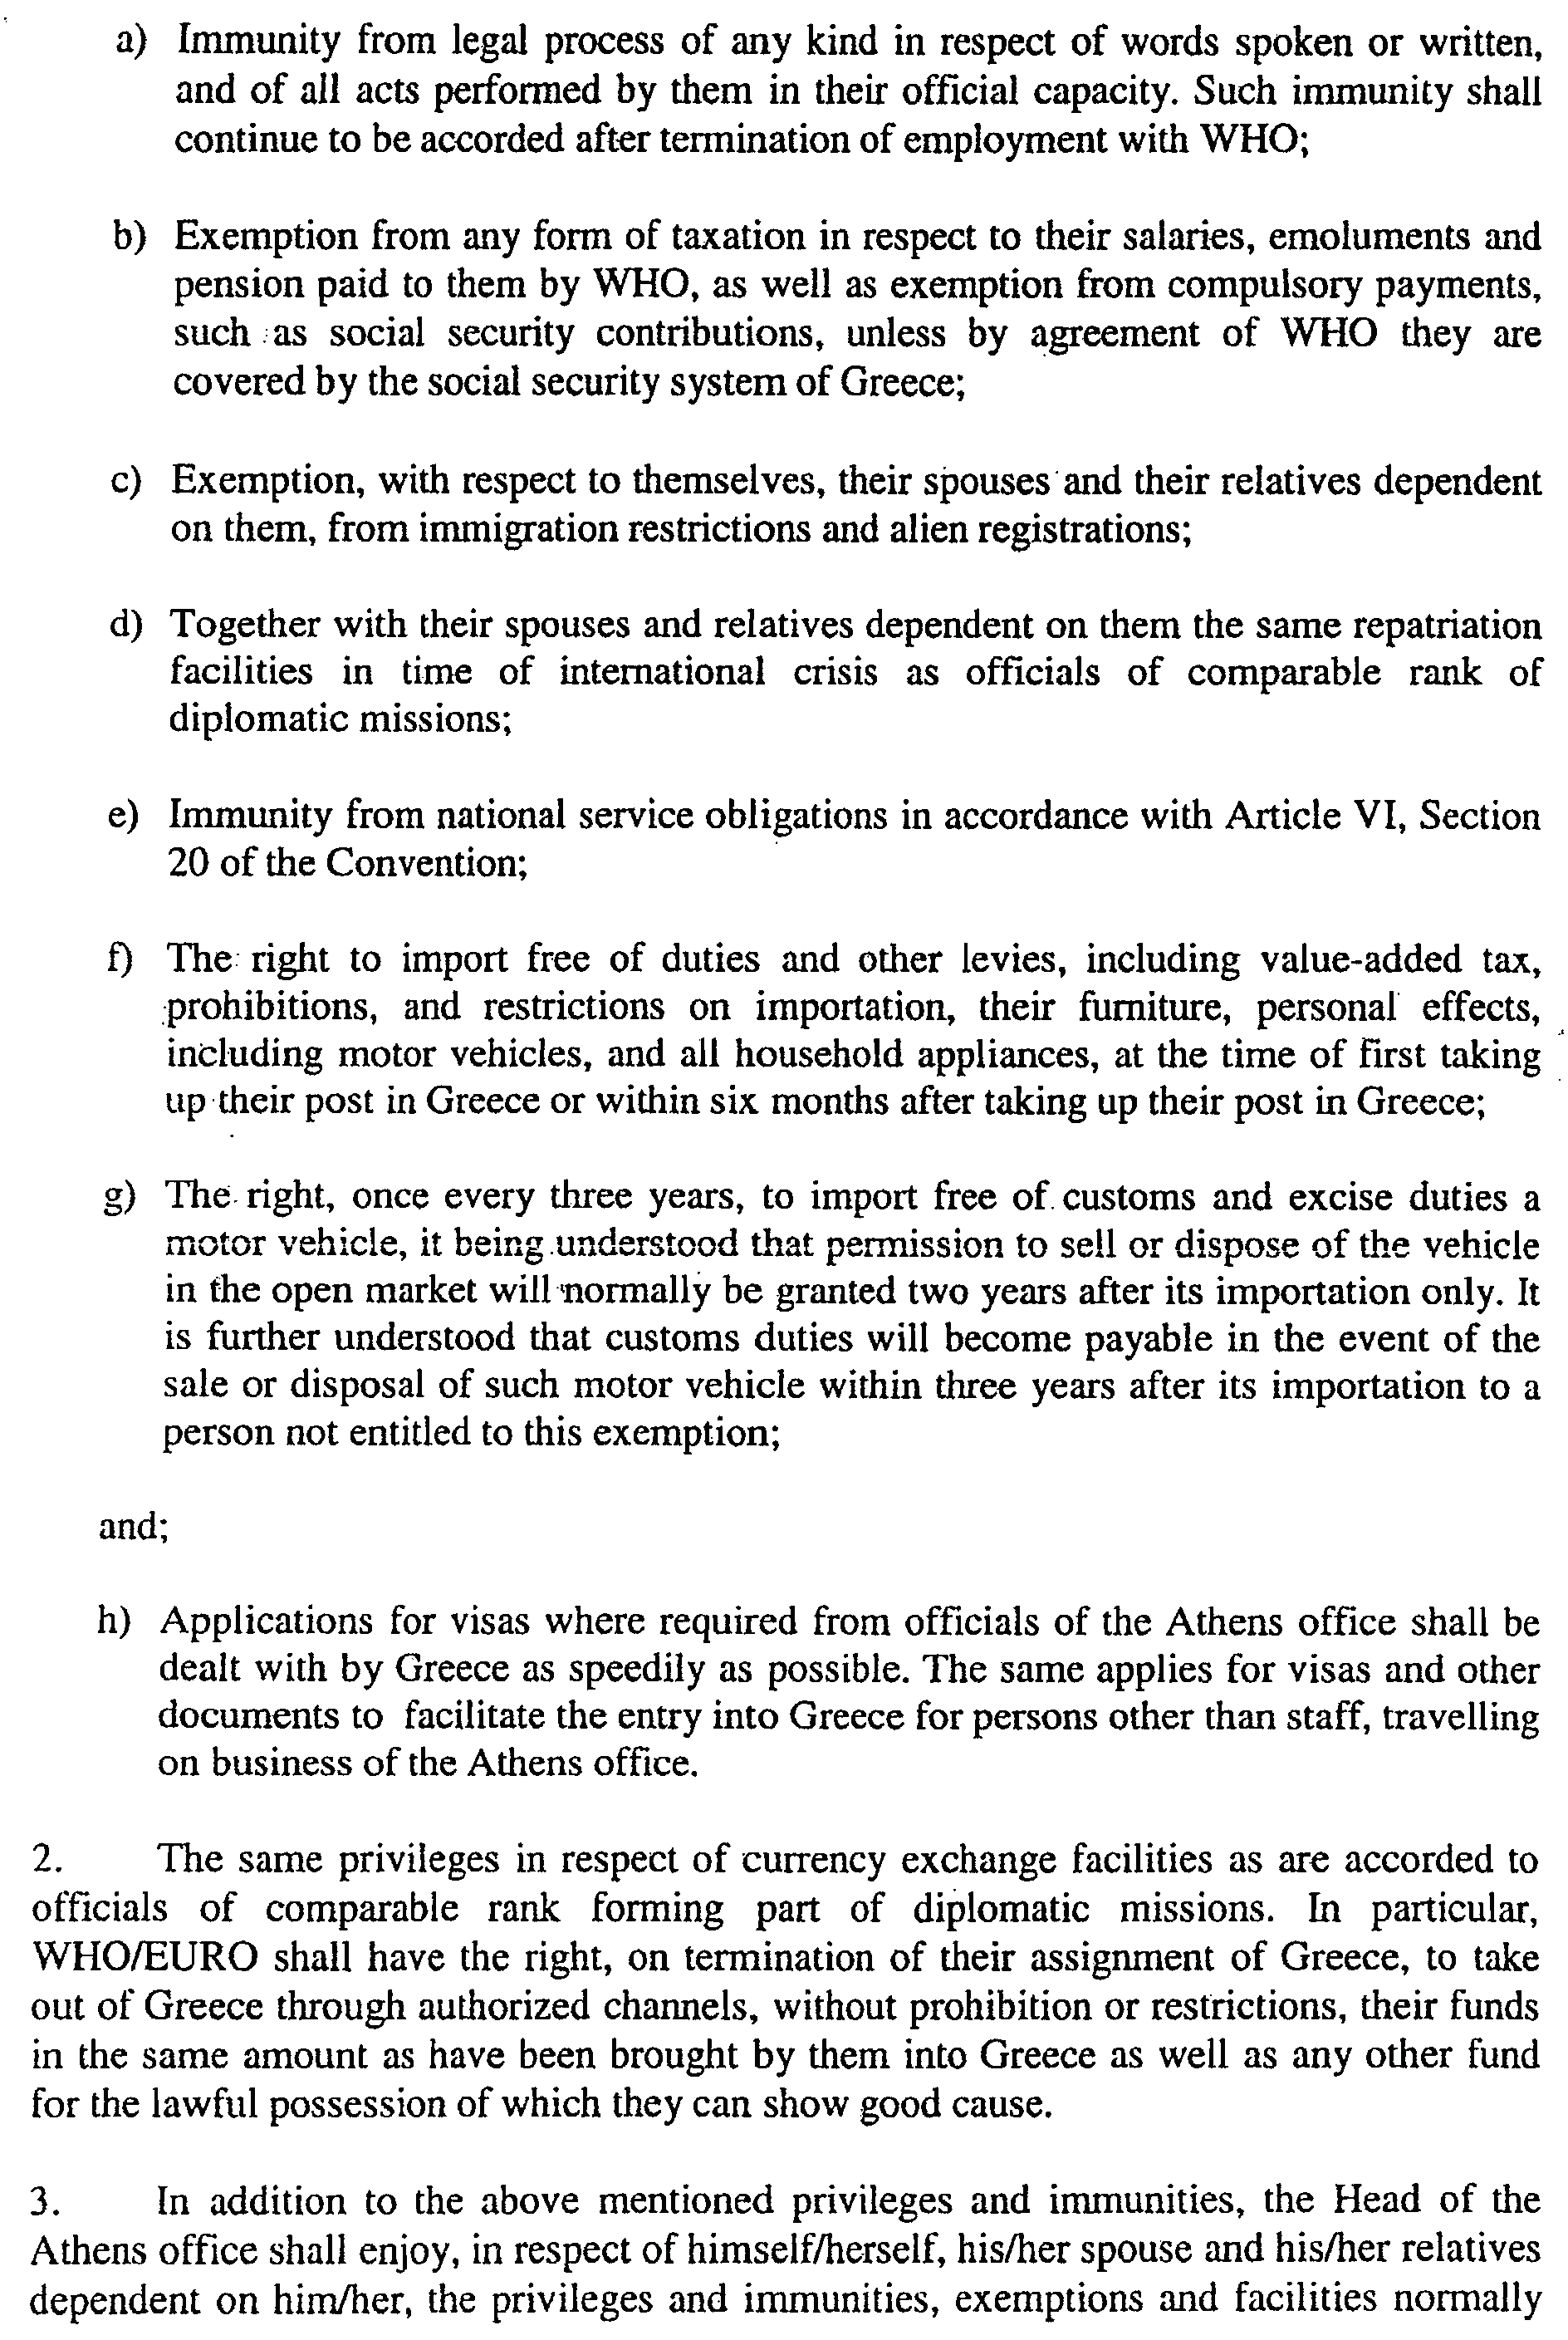 a) Immunity from legal process of any kind in respect of words spoken or written,
and of all acts performed by them in their official capacity. Such immunity shall
continue to be accorded after termination of employment with WHO;
b) Exemption from any form of taxation in respect to their salaries, emoluments and
pension paid to them by WHO, as well as exemption from compulsory payments,
such as social security contributions, unless by agreement of WHO they are
covered by the social security system of Greece;
c) Exemption, with respect to themselves, their spouses and their relatives dependent
on them, from immigration restrictions and alien registrations;
d) Together with their spouses and relatives dependent on them the same repatriation
facilities in time of international crisis as officials of comparable rank of
diplomatic missions;
e) Immunity from national service obligations in accordance with Article VI, Section
20 of the Convention;
f) The right to import free of duties and other levies, including value-added tax,
prohibitions, and restrictions on importation, their furniture, personal effects,
including motor vehicles, and all household appliances, at the time of first taking
up their post in Greece or within six months after taking up their post in Greece;
g) The right, once every three years, to import free of customs and excise duties a
motor vehicle, it being understood that permission to sell or dispose of the vehicle
in the open market will normally be granted two years after its importation only. It
is further understood that customs duties will become payable in the event of the
sale or disposal of such motor vehicle within three years after its importation to a
person not entitled to this exemption;
and;
h) Applications for visas where required from officials of the Athens office shall be
dealt with by Greece as speedily as possible. The same applies for visas and other
documents to facilitate the entry into Greece for persons other than staff, travelling
on business of the Athens office.
2. The same privileges in respect of currency exchange facilities as are accorded to
officials of comparable rank forming part of diplomatic missions. In particular,
WHO/EURO shall have the right, on termination of their assignment of Greece, to take
out of Greece through authorized channels, without prohibition or restrictions, their funds
in the same amount as have been brought by them into Greece as well as any other fund
for the lawful possession of which they can show good cause.
3. In addition to the above mentioned privileges and immunities, the Head of the
Athens office shall enjoy, in respect of himself/herself, his/her spouse and his/her relatives
dependent on him/her, the privileges and immunities, exemptions and facilities normally